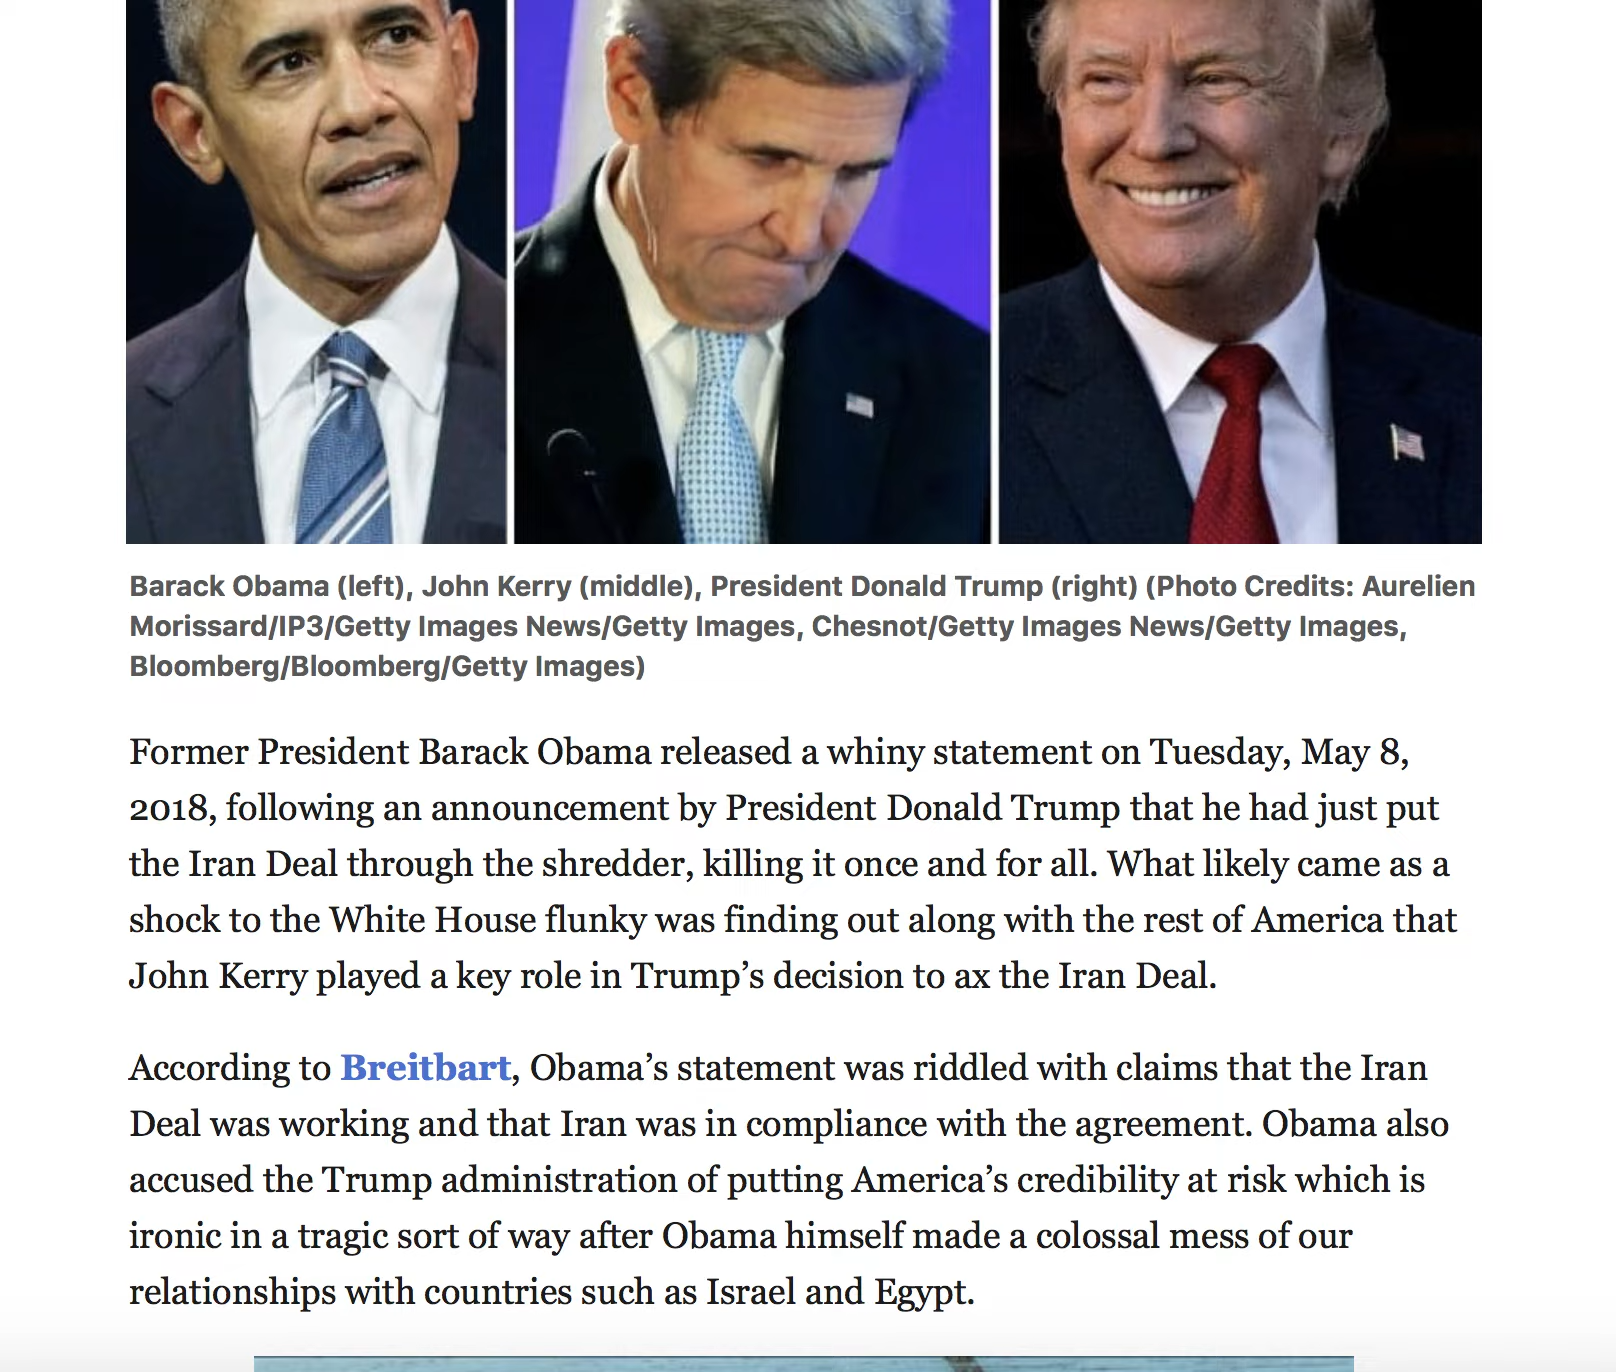 Barack Obama (left), John Kerry (middle), President Donald Trump (right) (Photo Credits: Aurelien
Morissard/IP3/Getty Images News/Getty Images, Chesnot/Getty Images News/Getty Images,
Bloomberg/Bloomberg/Getty Images)
Former President Barack Obama released a whiny statement on Tuesday, May 8,
2018, following an announcement by President Donald Trump that he had just put
the Iran Deal through the shredder, killing it once and for all. What likely came as a
shock to the White House flunky was finding out along with the rest of America that
John Kerry played a key role in Trump’s decision to ax the Iran Deal.
According to Breitbart, Obama’s statement was riddled with claims that the Iran
Deal was working and that Iran was in compliance with the agreement. Obama also
accused the Trump administration of putting America’s credibility at risk which is
ironic in a tragic sort of way after Obama himself made a colossal mess of our
relationships with countries such as Israel and Egypt.